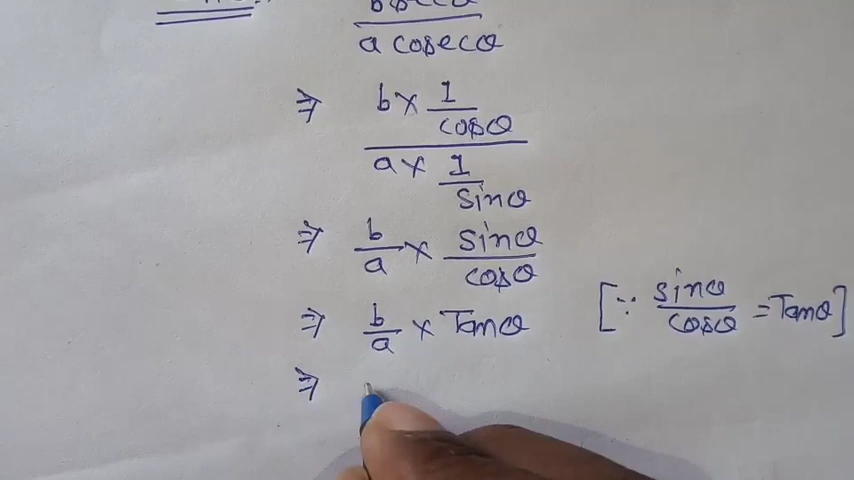 a cosecθ
⇒ b × 1/cosθ
a × 1/sinθ
⇒ b/a × sinθ/cosθ
⇒ b/a × Tanθ [∵ sinθ/cosθ = Tanθ]
⇒